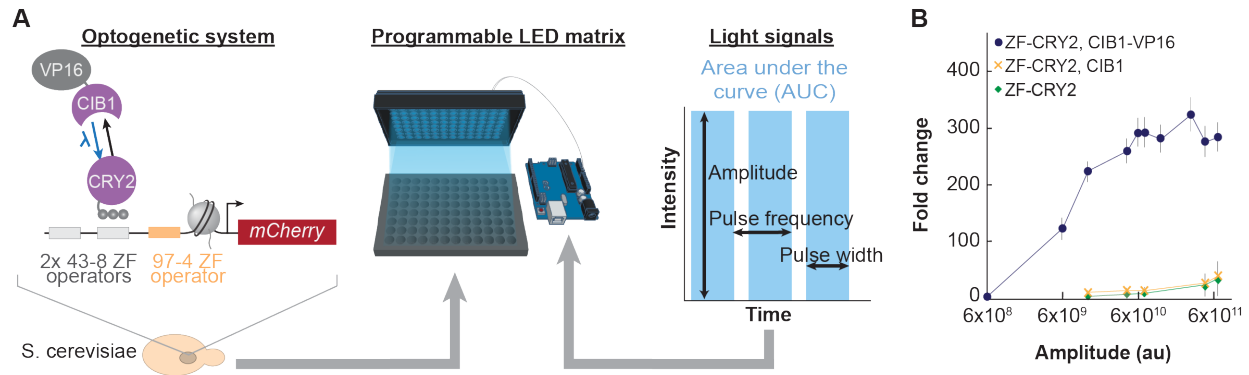 A
Optogenetic system
VP16
CIB1
λ
CRY2
mCherry
2x 43-8 ZF
operators
97-4 ZF
operator
S. cerevisiae
Programmable LED matrix
Light signals
Area under the
curve (AUC)
Intensity
Amplitude
Pulse frequency
Pulse width
Time
B
ZF-CRY2, CIB1-VP16
ZF-CRY2, CIB1
ZF-CRY2
Fold change
400
300
200
100
0
6x10⁸
6x10⁹
6x10¹⁰
6x10¹¹
Amplitude (au)